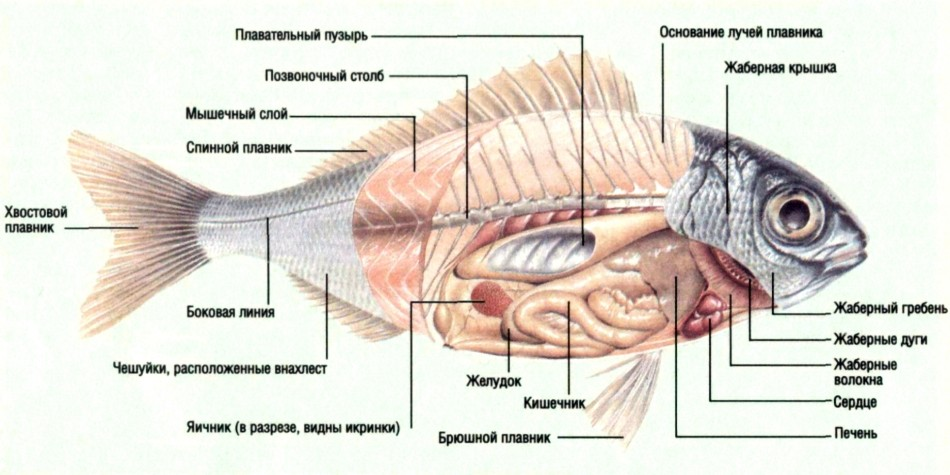 Плавательный пузырь
Основание лучей плавника
Позвоночный столб
Жаберная крышка
Мышечный слой
Спинной плавник
Хвостовой
плавник
Боковая линия
Жаберный гребень
Жаберные дуги
Чешуйки, расположенные внахлест
Жаберные
волокна
Желудок
Кишечник
Сердце
Яичник (в разрезе, видны икринки)
Брюшной плавник
Печень